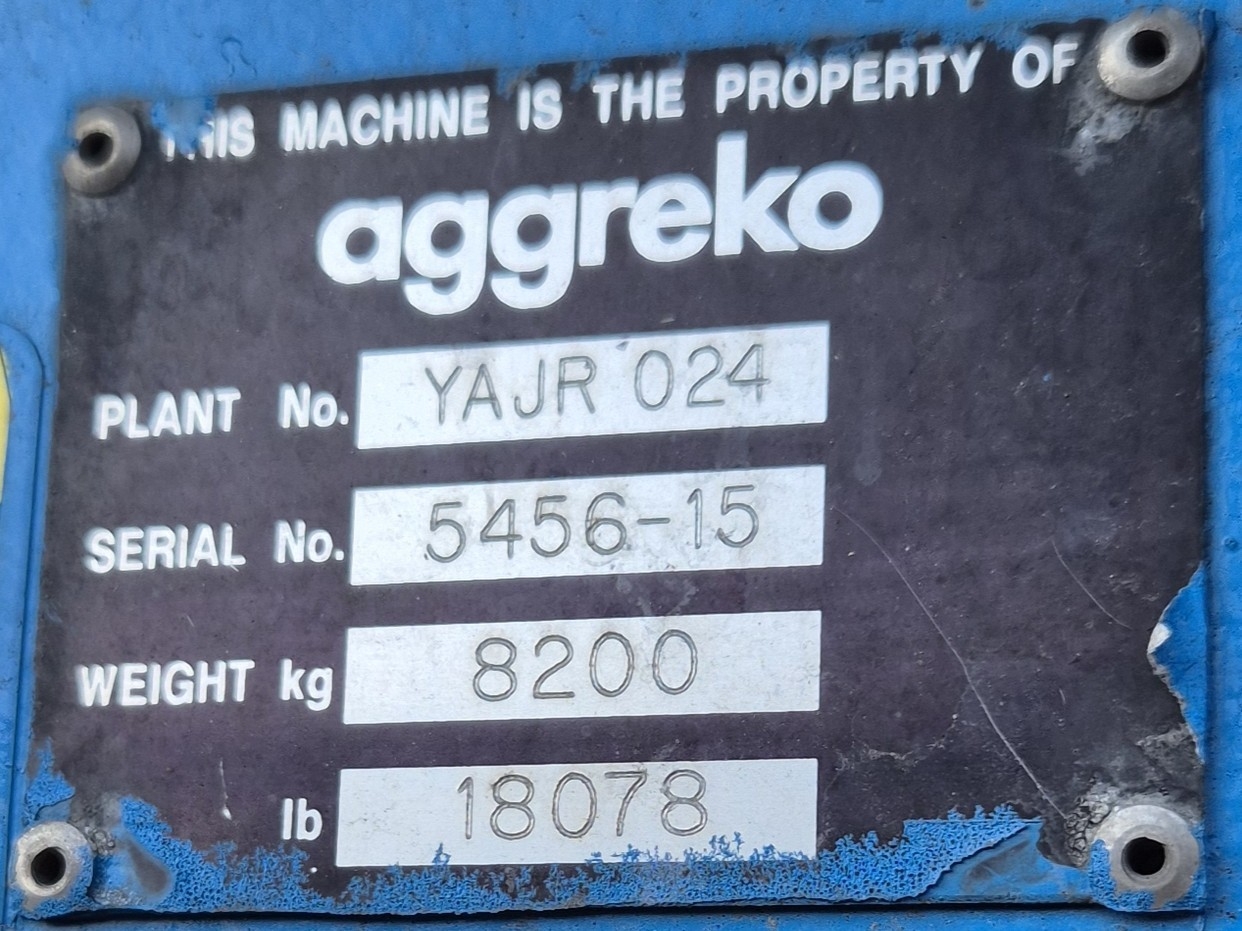 THIS MACHINE IS THE PROPERTY OF
aggreko
PLANT No. YAJR 024
SERIAL No. 5456-15
WEIGHT kg 8200
lb 18078